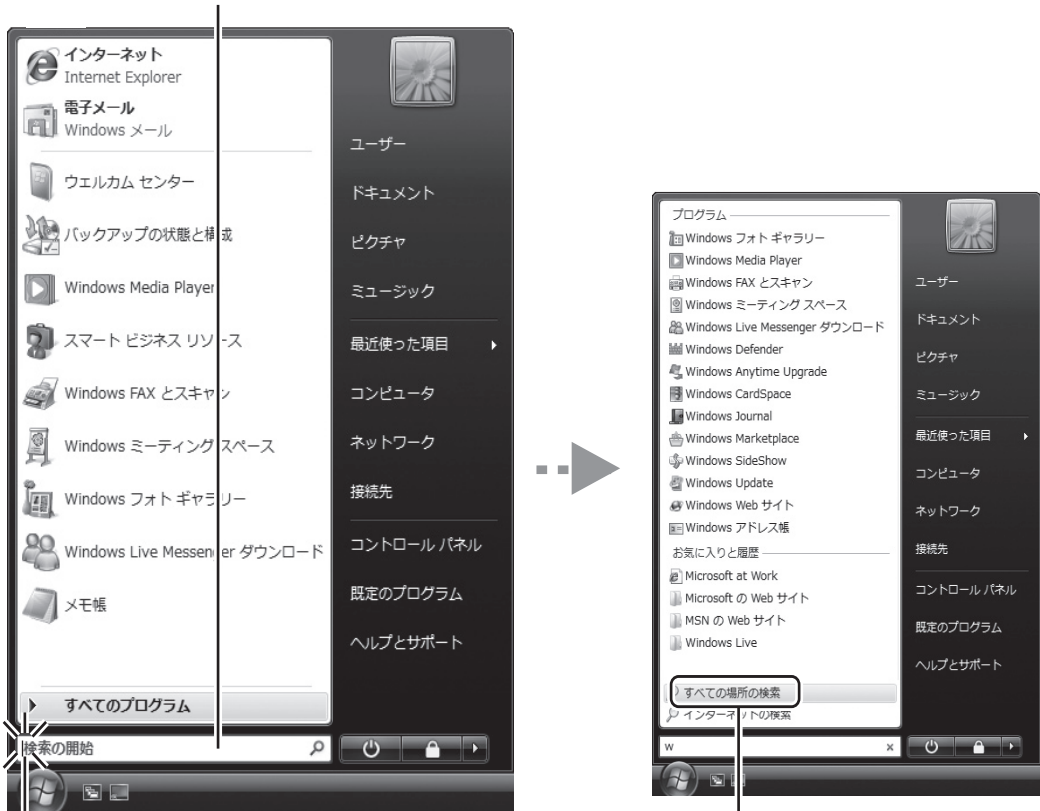 インターネット
Internet Explorer
電子メール
Windows メール
ウェルカム センター
バックアップの状態と構成
Windows Media Player
スマート ビジネス リソース
Windows FAX とスキャン
Windows ミーティング スペース
Windows フォト ギャラリー
Windows Live Messenger ダウンロード
メモ帳
すべてのプログラム
検索の開始
ユーザー
ドキュメント
ピクチャ
ミュージック
最近使った項目
コンピュータ
ネットワーク
接続先
コントロール パネル
既定のプログラム
ヘルプとサポート
プログラム
Windows フォト ギャラリー
Windows Media Player
Windows FAX とスキャン
Windows ミーティング スペース
Windows Live Messenger ダウンロード
Windows Defender
Windows Anytime Upgrade
Windows CardSpace
Windows Journal
Windows Marketplace
Windows SideShow
Windows Update
Windows Web サイト
Windows アドレス帳
お気に入りと履歴
Microsoft at Work
Microsoft の Web サイト
MSN の Web サイト
Windows Live
すべての場所の検索
インターネットの検索
w
ユーザー
ドキュメント
ピクチャ
ミュージック
最近使った項目
コンピュータ
ネットワーク
接続先
コントロール パネル
既定のプログラム
ヘルプとサポート